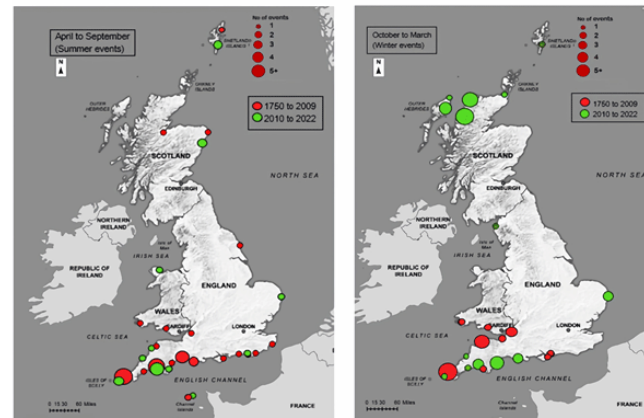 April to September
(Summer events)
No of events
1
2
3
4
5+
SHETLAND
ISLANDS
N
ORKNEY
ISLANDS
OUTER
HEBRIDES
1750 to 2009
2010 to 2022
SCOTLAND
NORTH SEA
EDINBURGH
NORTHERN
IRELAND
Isle of
Man
IRISH SEA
REPUBLIC OF
IRELAND
ENGLAND
WALES
CARDIFF
LONDON
CELTIC SEA
ISLES OF
SCILLY
ENGLISH CHANNEL
Channel
Islands
0 15 30 60 Miles
FRANCE
October to March
(Winter events)
No of events
1
2
3
4
5+
SHETLAND
ISLANDS
N
ORKNEY
ISLANDS
OUTER
HEBRIDES
1750 to 2009
2010 to 2022
SCOTLAND
NORTH SEA
EDINBURGH
NORTHERN
IRELAND
Isle of
Man
IRISH SEA
REPUBLIC OF
IRELAND
ENGLAND
WALES
CARDIFF
LONDON
CELTIC SEA
ISLES OF
SCILLY
ENGLISH CHANNEL
Channel
Islands
0 15 30 60 Miles
FRANCE